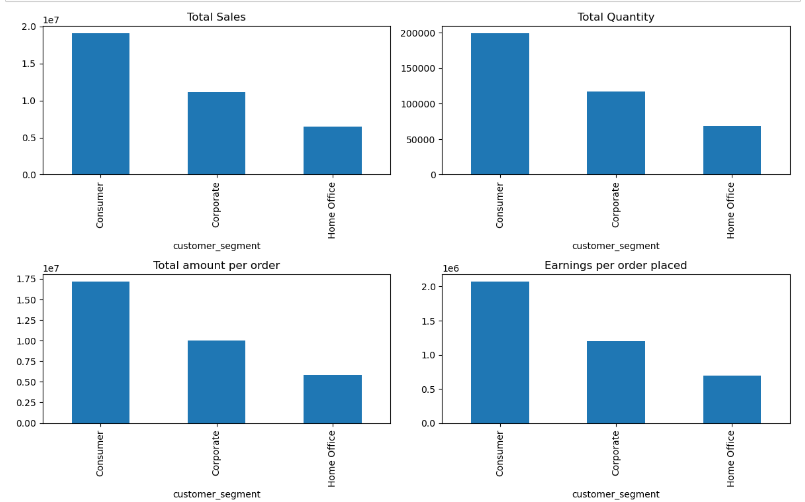 Total Sales
1e7
2.0
1.5
1.0
0.5
0.0
Consumer
Corporate
Home Office
customer_segment
Total Quantity
200000
150000
100000
50000
0
Consumer
Corporate
Home Office
customer_segment
Total amount per order
1e7
1.75
1.50
1.25
1.00
0.75
0.50
0.25
0.00
Consumer
Corporate
Home Office
customer_segment
Earnings per order placed
1e6
2.0
1.5
1.0
0.5
0.0
Consumer
Corporate
Home Office
customer_segment